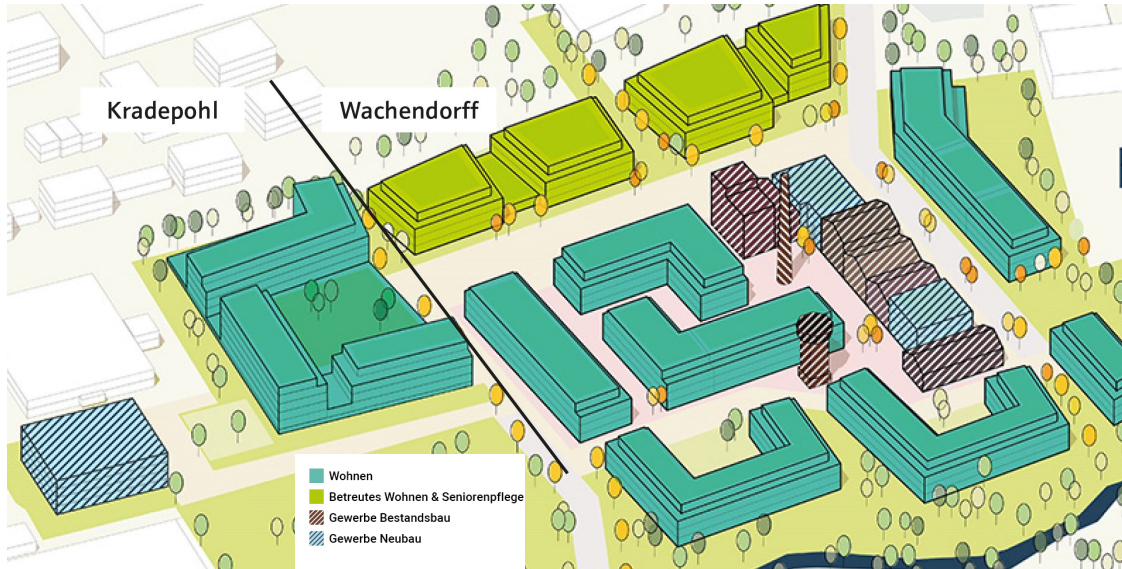 Kradepohl
Wachendorff
Wohnen
Betreutes Wohnen & Seniorenpflege
Gewerbe Bestandsbau
Gewerbe Neubau